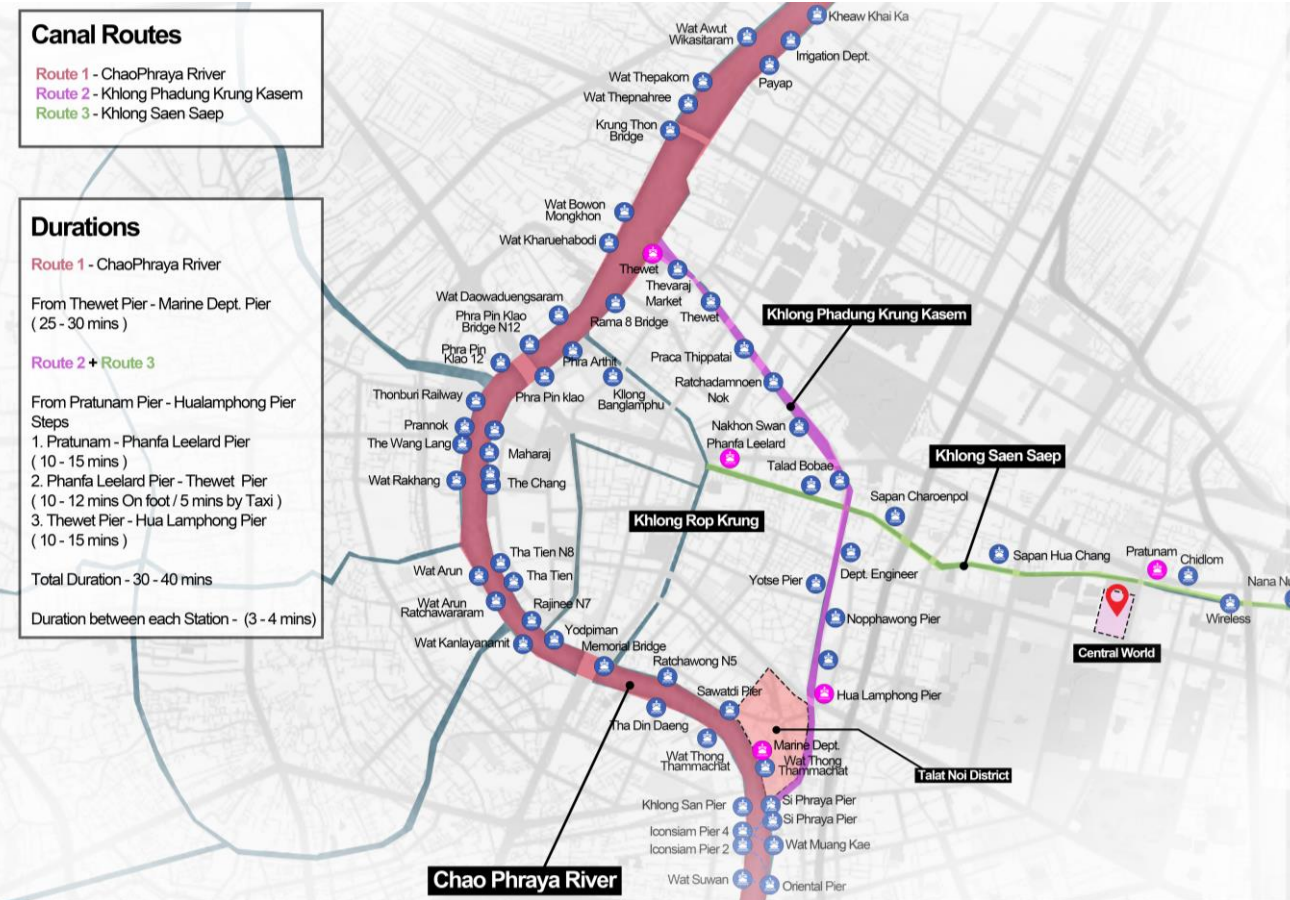 Canal Routes
Route 1 - ChaoPhraya Rriver
Route 2 - Khlong Phadung Krung Kasem
Route 3 - Khlong Saen Saep
Durations
Route 1 - ChaoPhraya Rriver
From Thewet Pier - Marine Dept. Pier
( 25 - 30 mins )
Route 2 + Route 3
From Pratunam Pier - Hualamphong Pier
Steps
1. Pratunam - Phanfa Leelard Pier
( 10 - 15 mins )
2. Phanfa Leelard Pier - Thewet Pier
( 10 - 12 mins On foot / 5 mins by Taxi )
3. Thewet Pier - Hua Lamphong Pier
( 10 - 15 mins )
Total Duration - 30 - 40 mins
Duration between each Station - (3 - 4 mins)
Kheaw Khai Ka
Wat Awut
Wikasitaram
Irrigation Dept.
Payap
Wat Thepakorn
Wat Thepnahree
Krung Thon
Bridge
Wat Bowon
Mongkhon
Wat Kharuehabodi
Thewet
Thevaraj
Market
Thewet
Wat Daowaduengsaram
Rama 8 Bridge
Phra Pin Klao
Bridge N12
Khlong Phadung Krung Kasem
Phra Pin
Klao 12
Phra Arthit
Praca Thippatai
Phra Pin klao
Kllong
Banglamphu
Ratchadamnoen
Nok
Thonburi Railway
Prannok
Nakhon Swan
The Wang Lang
Phanfa Leelard
Maharaj
Talad Bobae
Khlong Saen Saep
Wat Rakhang
The Chang
Sapan Charoenpol
Khlong Rop Krung
Tha Tien N8
Sapan Hua Chang
Pratunam
Chidlom
Wat Arun
Tha Tien
Yotse Pier
Dept. Engineer
Nana Nu
Wat Arun
Ratchawararam
Rajinee N7
Nopphawong Pier
Wireless
Wat Kanlayanamit
Yodpiman
Memorial Bridge
Central World
Ratchawong N5
Sawatdi Pier
Hua Lamphong Pier
Tha Din Daeng
Wat Thong
Thammachat
Marine Dept.
Wat Thong
Thammachat
Talat Noi District
Khlong San Pier
Si Phraya Pier
Si Phraya Pier
Iconsiam Pier 4
Iconsiam Pier 2
Wat Muang Kae
Chao Phraya River
Wat Suwan
Oriental Pier